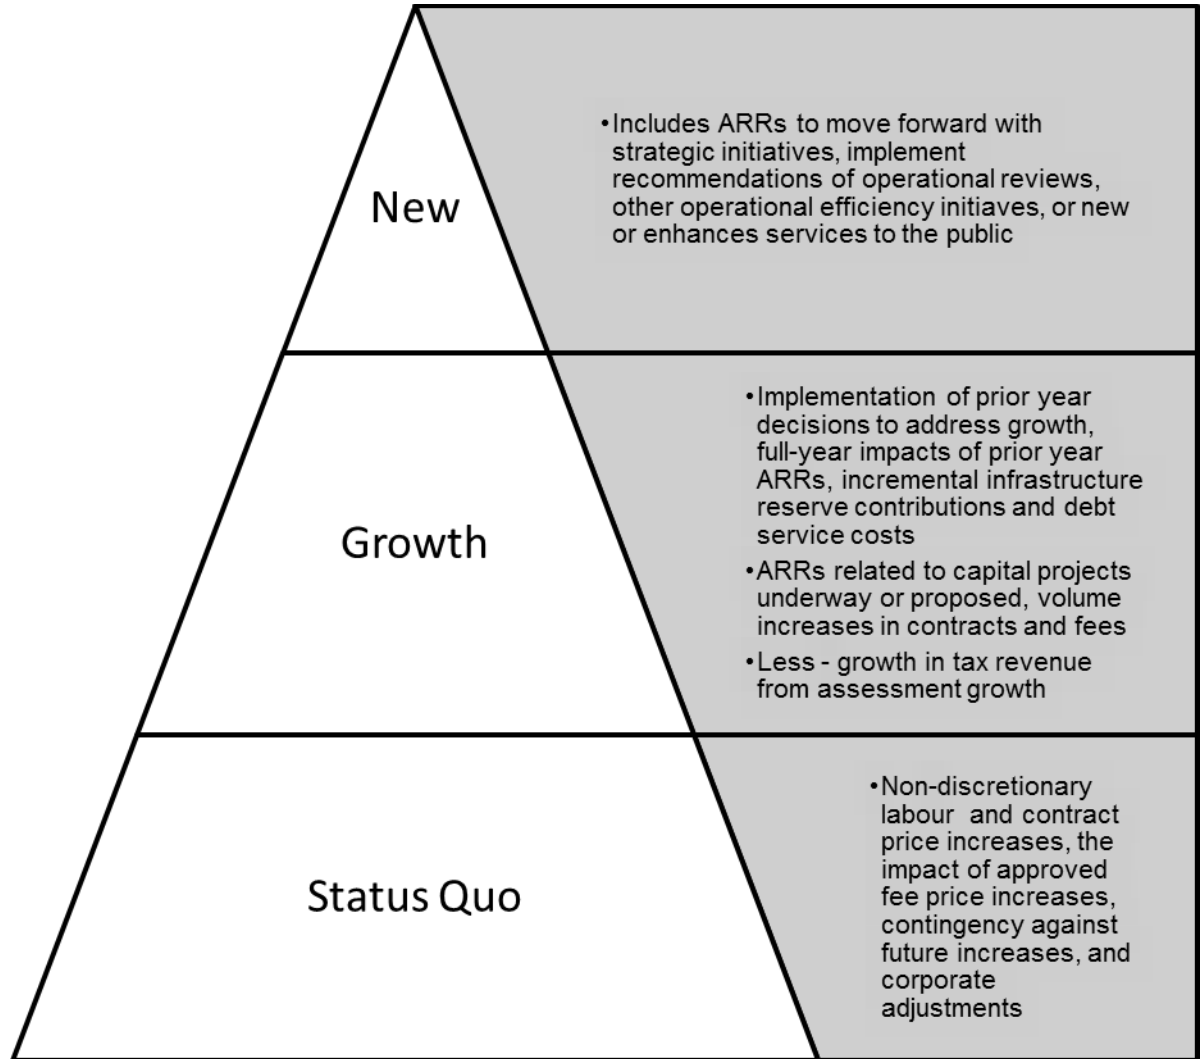 New
•Includes ARRs to move forward with
strategic initiatives, implement
recommendations of operational reviews,
other operational efficiency initiaves, or new
or enhances services to the public
Growth
•Implementation of prior year
decisions to address growth,
full-year impacts of prior year
ARRs, incremental infrastructure
reserve contributions and debt
service costs
•ARRs related to capital projects
underway or proposed, volume
increases in contracts and fees
•Less - growth in tax revenue
from assessment growth
Status Quo
•Non-discretionary
labour and contract
price increases, the
impact of approved
fee price increases,
contingency against
future increases, and
corporate
adjustments